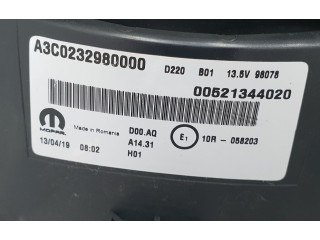 A3C0232980000 D220 B01 13.5V 98078
00521344020
MOPAR Made in Romania D00.AQ E1 10R - 058203
A14.31
13/04/19 08:02 H01